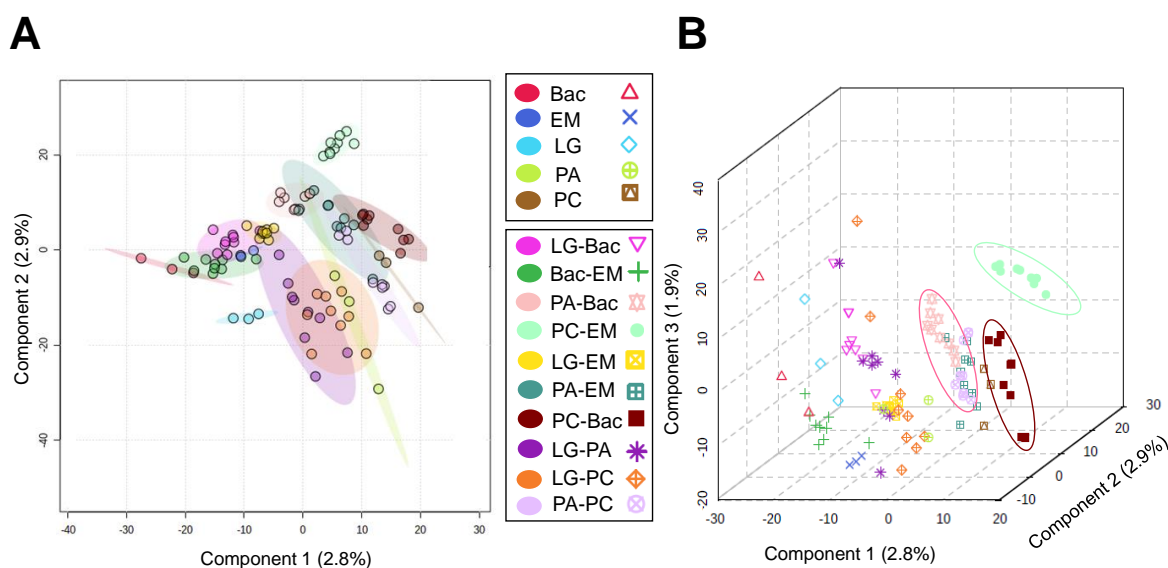 A
B
20
0
-20
-40
-40
-30
-20
-10
0
10
20
30
Component 1 (2.8%)
Component 2 (2.9%)
Bac
EM
LG
PA
PC
LG-Bac
Bac-EM
PA-Bac
PC-EM
LG-EM
PA-EM
PC-Bac
LG-PA
LG-PC
PA-PC
40
30
20
10
0
-10
-20
Component 3 (1.9%)
-30
-20
-10
0
10
20
Component 1 (2.8%)
-10
0
10
20
30
Component 2 (2.9%)